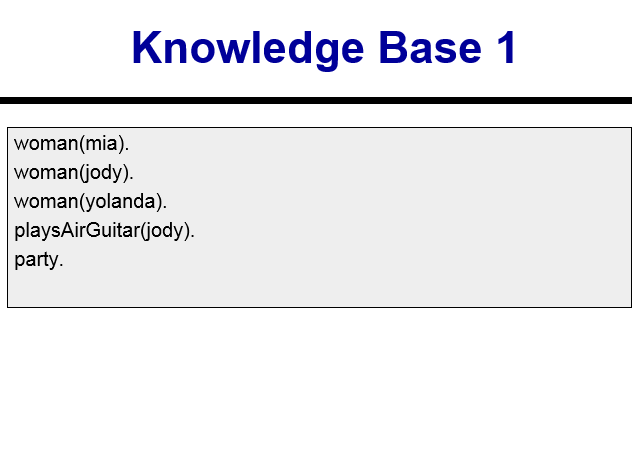 Knowledge Base 1
woman(mia).
woman(jody).
woman(yolanda).
playsAirGuitar(jody).
party.